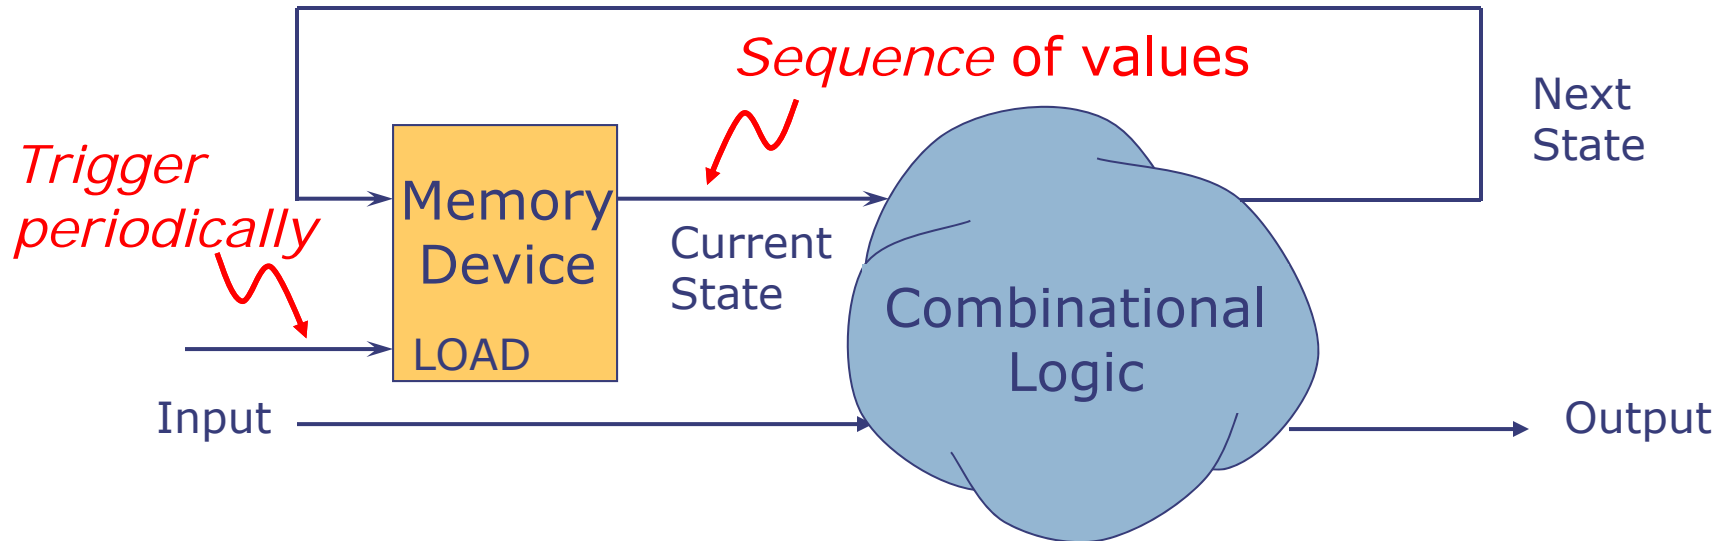 Sequence of values
Trigger
periodically
Memory
Device
LOAD
Current
State
Combinational
Logic
Next
State
Input
Output